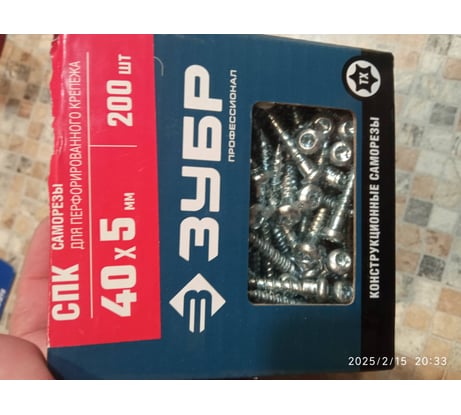 СПК
САМОРЕЗЫ
ДЛЯ ПЕРФОРИРОВАННОГО КРЕПЕЖА
40 x 5 мм
200 шт
ЗУБР
ПРОФЕССИОНАЛ
TX
КОНСТРУКЦИОННЫЕ САМОРЕЗЫ
2025/2/15 20:33